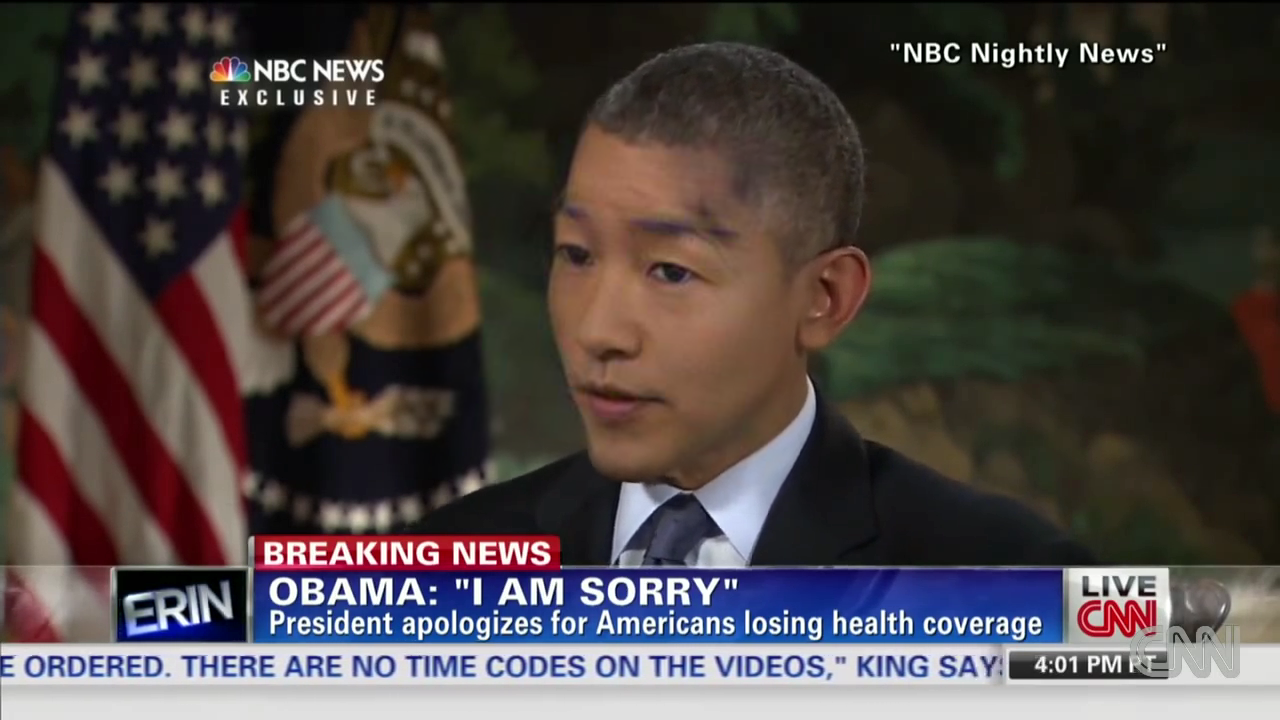 NBC NEWS
EXCLUSIVE
"NBC Nightly News"
BREAKING NEWS
ERIN
OBAMA: "I AM SORRY"
President apologizes for Americans losing health coverage
LIVE
CNN
E ORDERED. THERE ARE NO TIME CODES ON THE VIDEOS," KING SAYS
4:01 PM PT
CNN